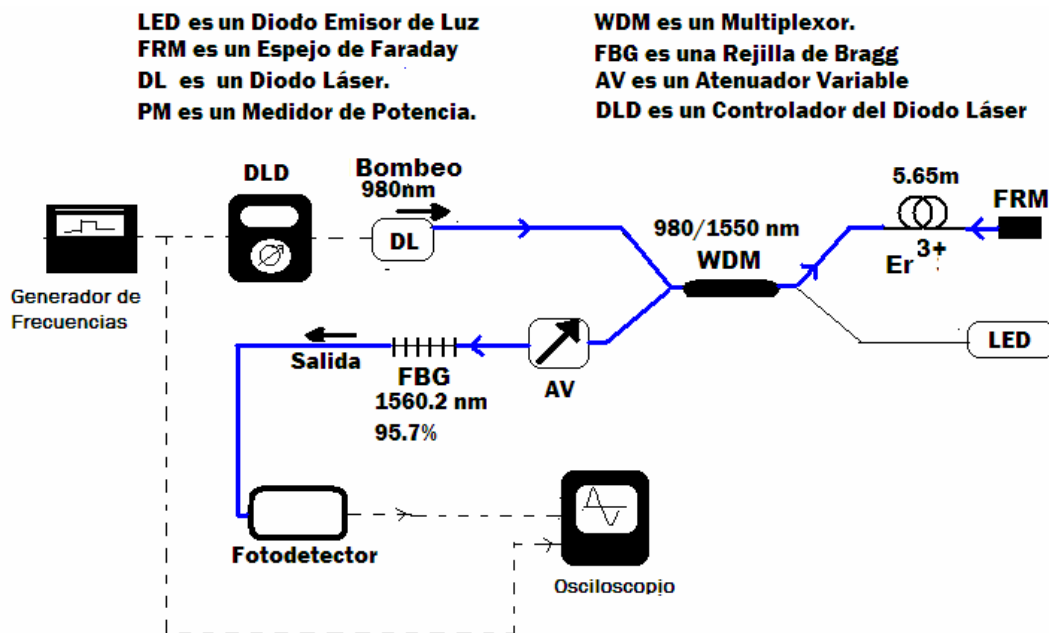 LED es un Diodo Emisor de Luz
FRM es un Espejo de Faraday
DL es un Diodo Láser.
PM es un Medidor de Potencia.
WDM es un Multiplexor.
FBG es una Rejilla de Bragg
AV es un Atenuador Variable
DLD es un Controlador del Diodo Láser
DLD
Bombeo
980nm
DL
980/1550 nm
WDM
5.65m
FRM
Er 3+
Generador de
Frecuencias
Salida
FBG
1560.2 nm
95.7%
AV
LED
Fotodetector
Osciloscopio